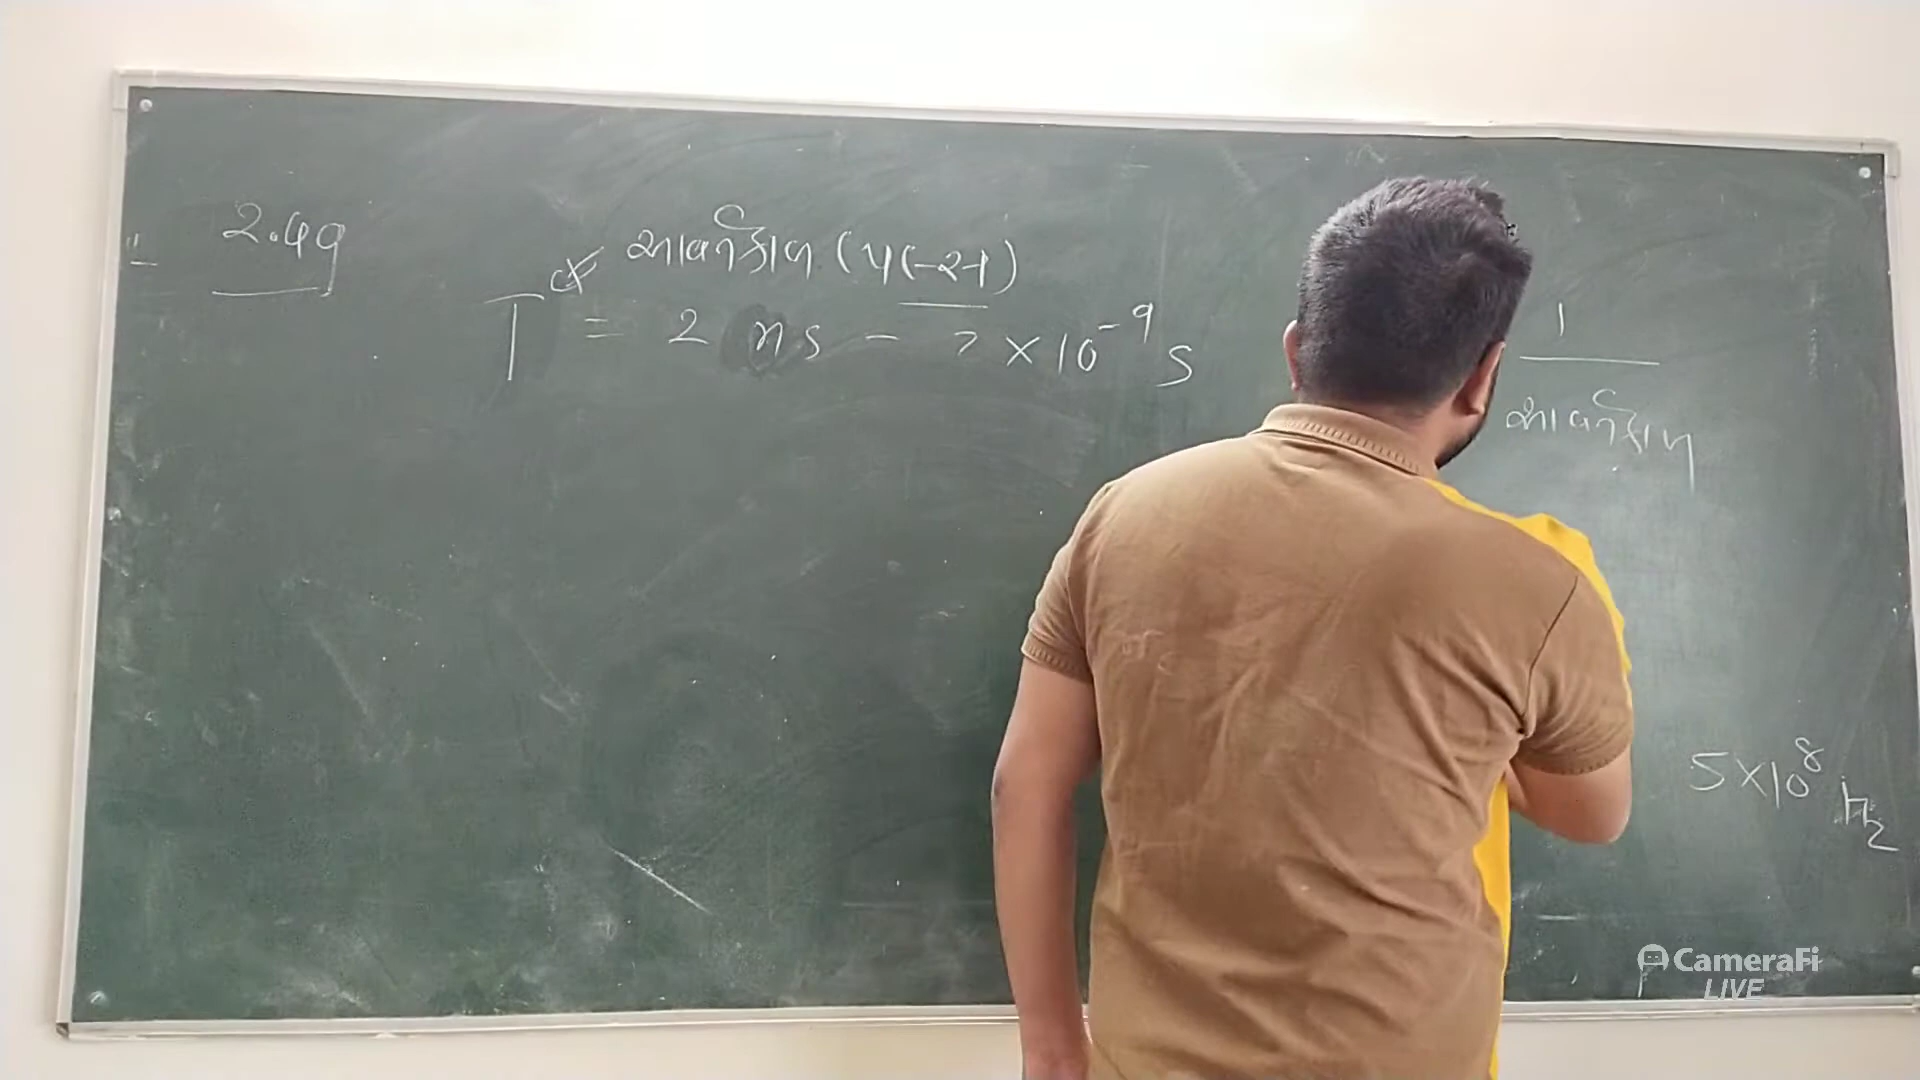 2.49
આવર્તકાળ
T = 2 ns = 2 × 10⁻⁹ s
1
આવર્તકાળ
5 × 10⁸ Hz
CameraFi
LIVE